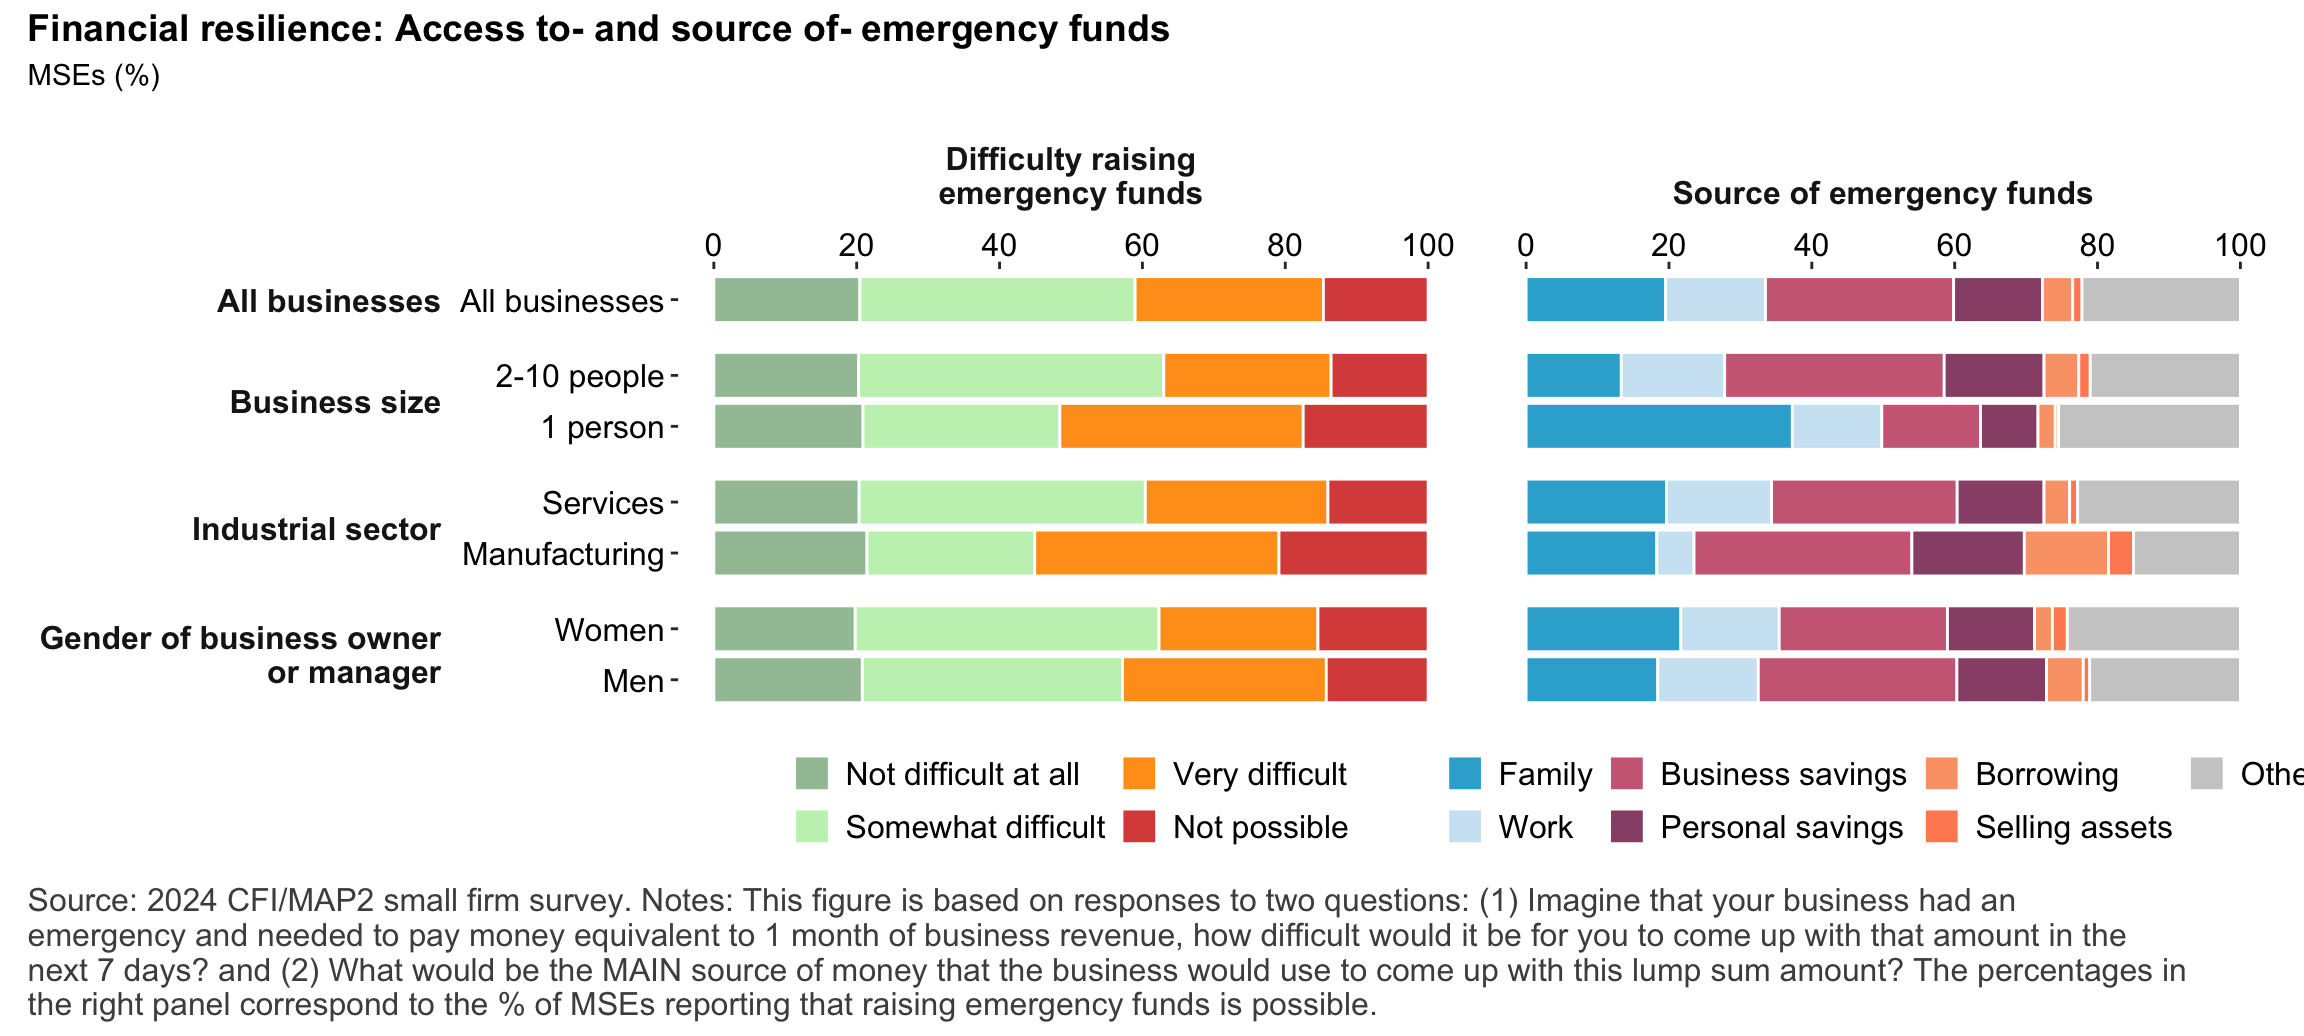 Financial resilience: Access to- and source of- emergency funds
MSEs (%)
Difficulty raising
emergency funds
Source of emergency funds
0 20 40 60 80 100
0 20 40 60 80 100
All businesses
All businesses
Business size
2-10 people
1 person
Industrial sector
Services
Manufacturing
Gender of business owner
or manager
Women
Men
Not difficult at all
Very difficult
Somewhat difficult
Not possible
Family
Business savings
Borrowing
Othe
Work
Personal savings
Selling assets
Source: 2024 CFI/MAP2 small firm survey. Notes: This figure is based on responses to two questions: (1) Imagine that your business had an
emergency and needed to pay money equivalent to 1 month of business revenue, how difficult would it be for you to come up with that amount in the
next 7 days? and (2) What would be the MAIN source of money that the business would use to come up with this lump sum amount? The percentages in
the right panel correspond to the % of MSEs reporting that raising emergency funds is possible.